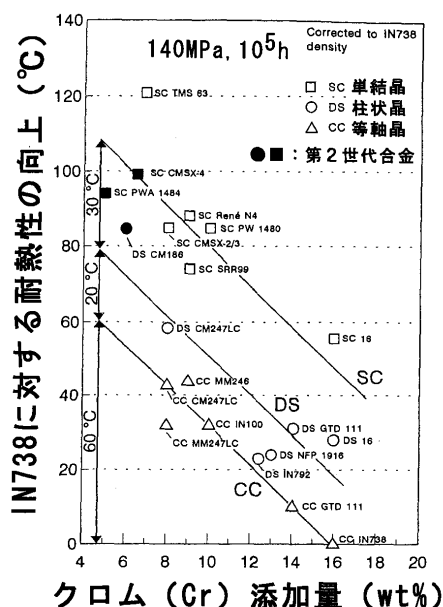 Corrected to IN738
density
140MPa, 10⁵h
□ SC 単結晶
○ DS 柱状晶
△ CC 等軸晶
●■:第2世代合金
IN738に対する耐熱性の向上 (℃)
140
120
100
80
60
40
20
0
30 °C
20 °C
60 °C
SC TMS 63
SC CMSX-4
SC PWA 1484
SC René N4
SC PW 1480
SC CMSX-2/3
DS CM186
SC SRR99
DS CM247LC
SC 16
SC
CC MM246
CC CM247LC
DS
CC IN100
DS GTD 111
CC MM247LC
DS 16
DS NFP 1916
DS IN792
CC
CC GTD 111
CC IN738
4 6 8 10 12 14 16 18 20
クロム (Cr) 添加量 (wt%)